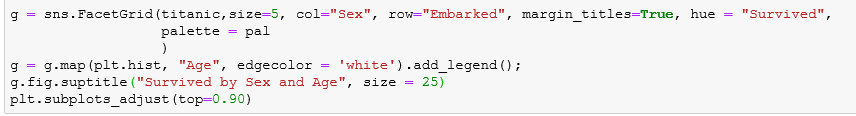 g = sns.FacetGrid(titanic,size=5, col="Sex", row="Embarked", margin_titles=True, hue = "Survived",
                  palette = pal
                  )
g = g.map(plt.hist, "Age", edgecolor = 'white').add_legend();
g.fig.suptitle("Survived by Sex and Age", size = 25)
plt.subplots_adjust(top=0.90)